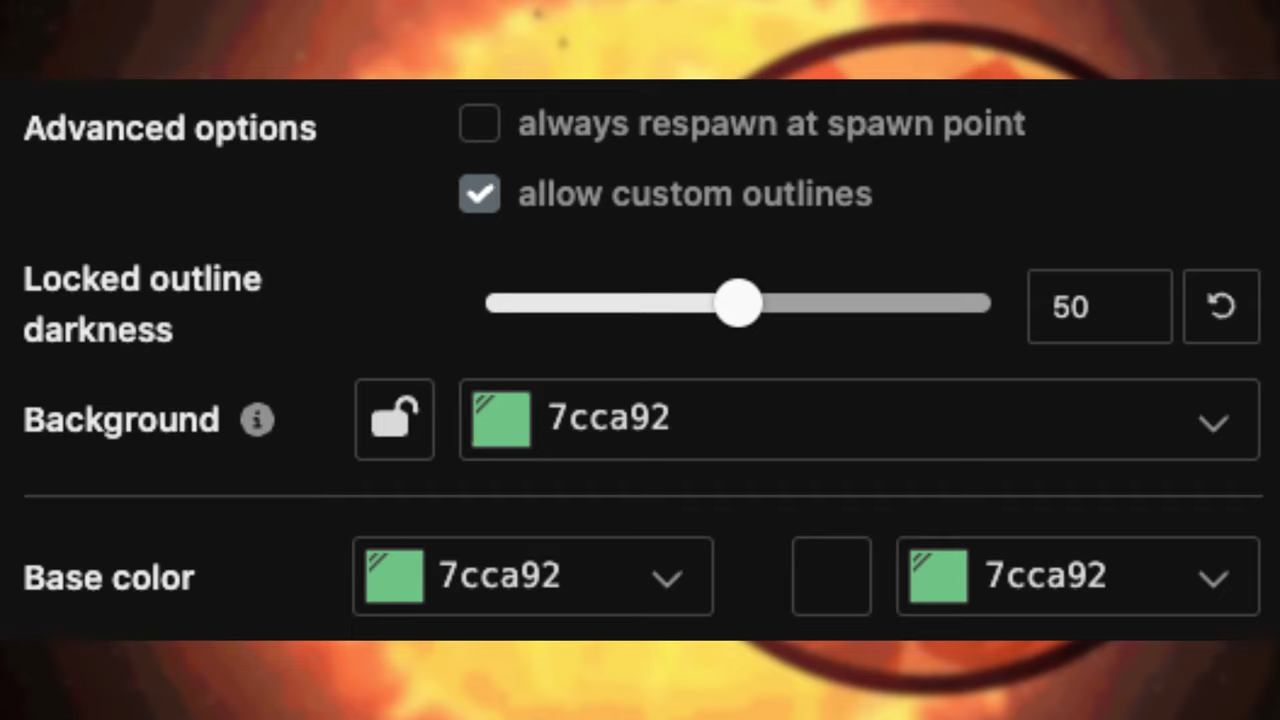 Advanced options
always respawn at spawn point
allow custom outlines
Locked outline
darkness
50
Background
7cca92
Base color
7cca92
7cca92